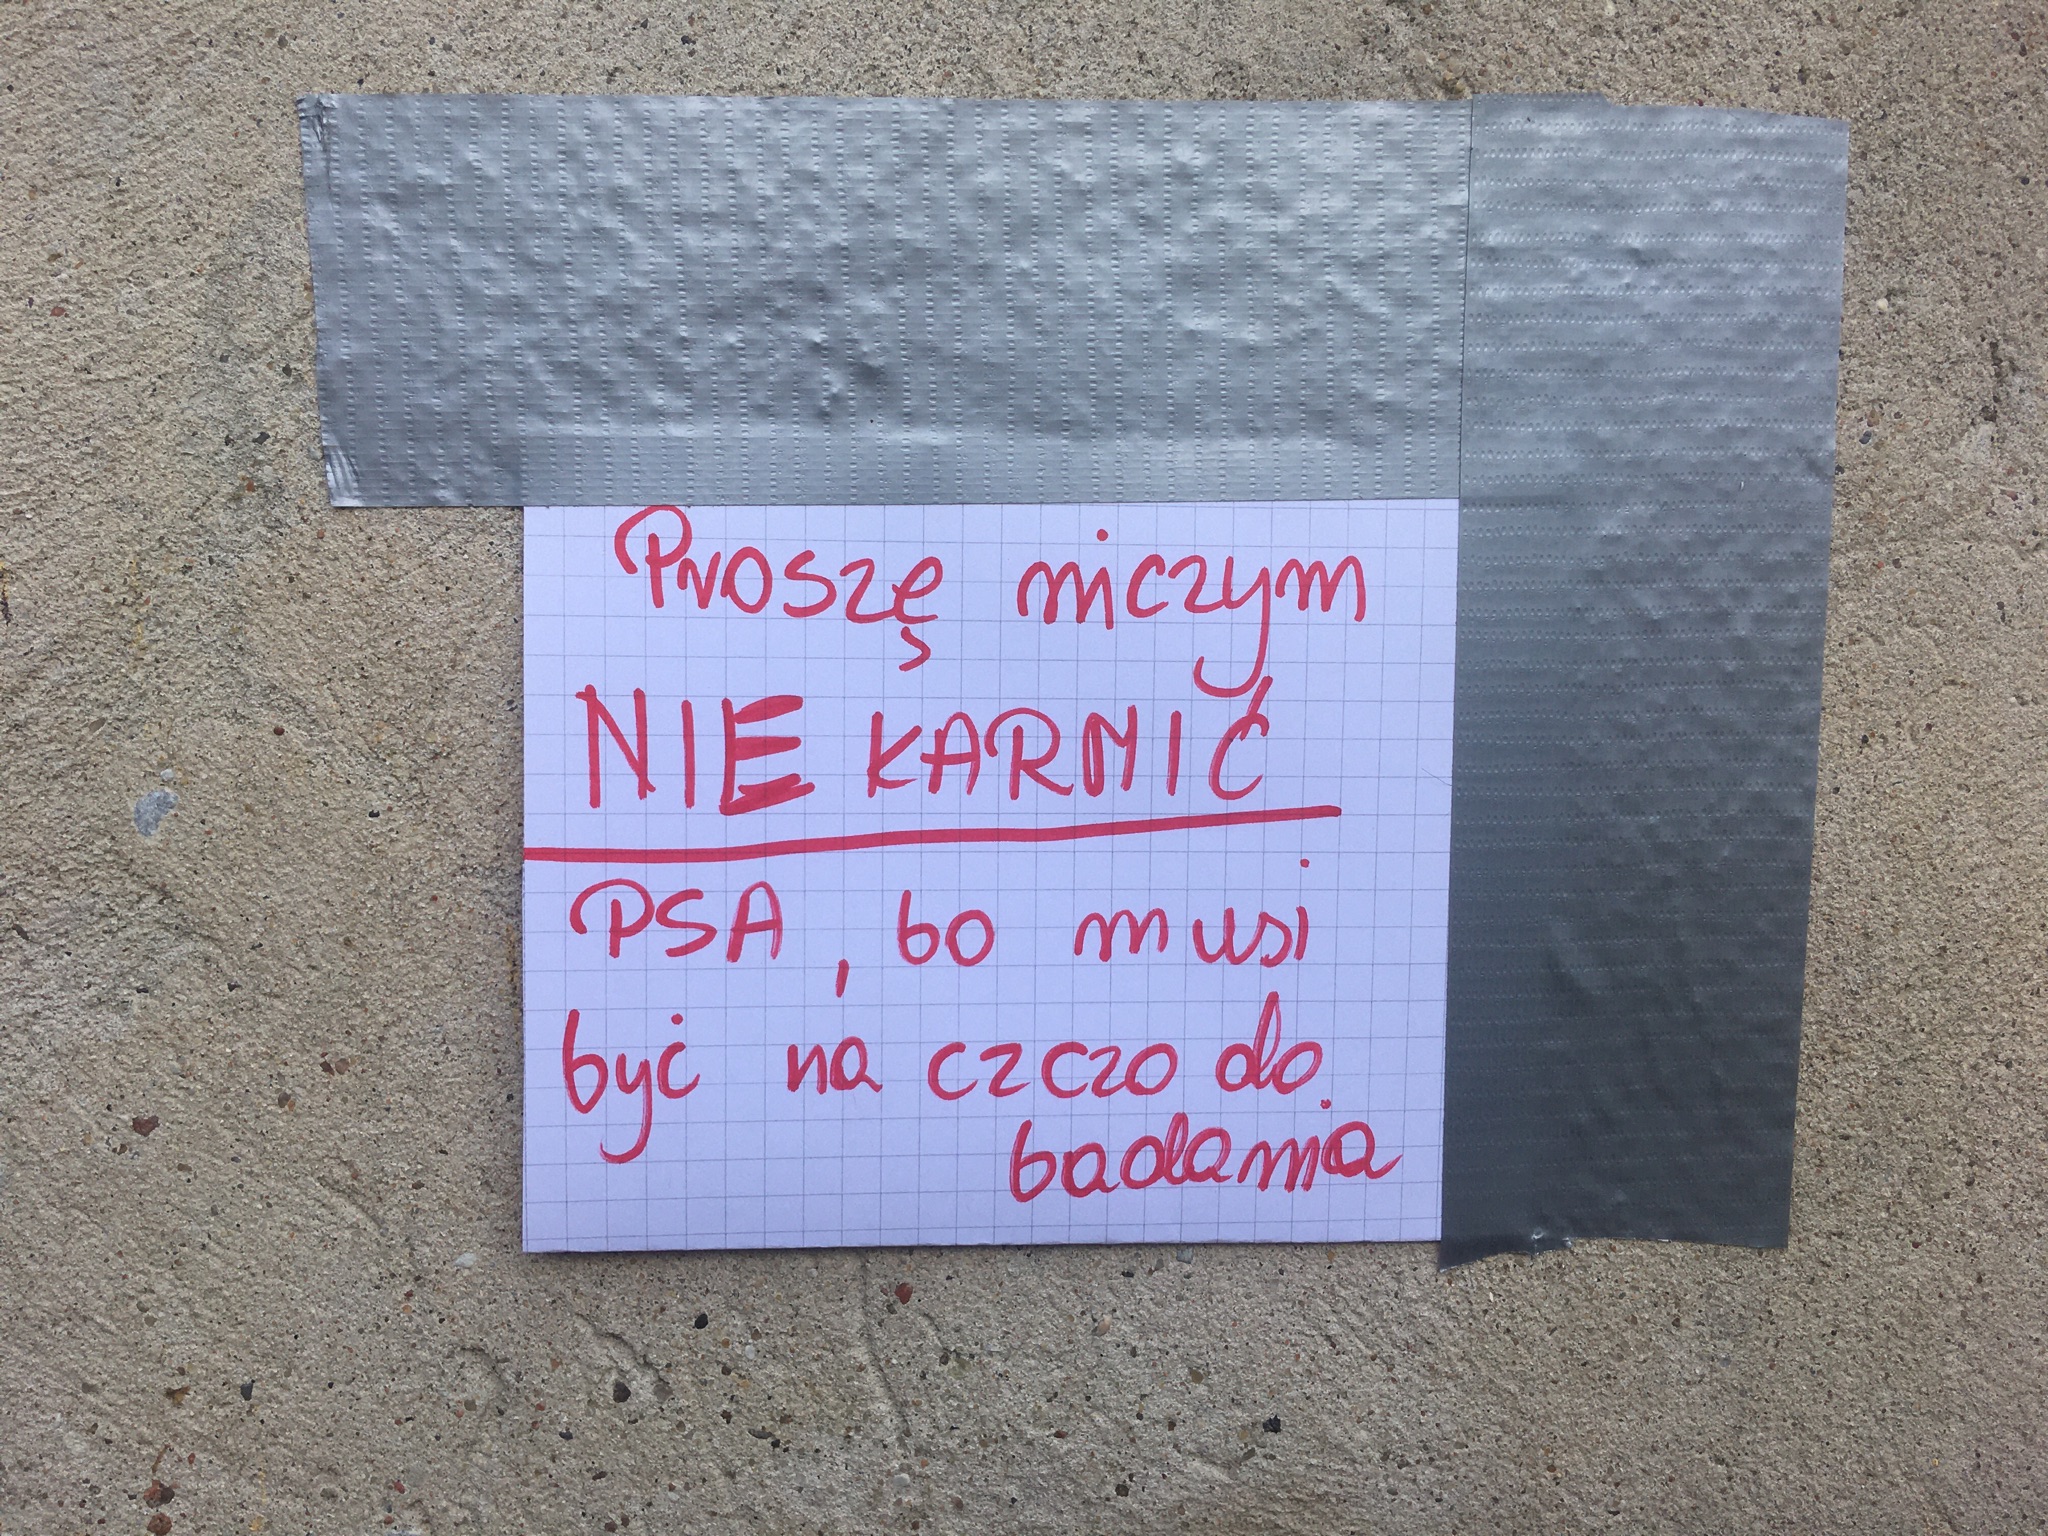 Proszę niczym
NIE KARMIĆ
PSA, bo musi
być na czczo do
badania